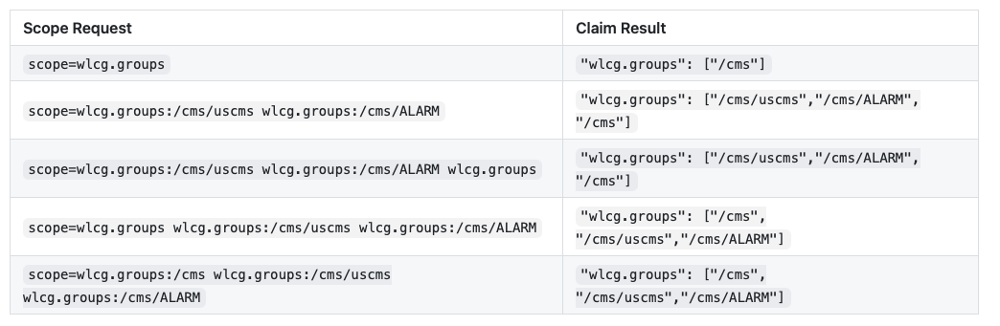 Scope Request
Claim Result
scope=wlcg.groups
"wlcg.groups": ["/cms"]
scope=wlcg.groups:/cms/uscms wlcg.groups:/cms/ALARM
"wlcg.groups": ["/cms/uscms","/cms/ALARM",
"/cms"]
scope=wlcg.groups:/cms/uscms wlcg.groups:/cms/ALARM wlcg.groups
"wlcg.groups": ["/cms/uscms","/cms/ALARM",
"/cms"]
scope=wlcg.groups wlcg.groups:/cms/uscms wlcg.groups:/cms/ALARM
"wlcg.groups": ["/cms",
"/cms/uscms","/cms/ALARM"]
scope=wlcg.groups:/cms wlcg.groups:/cms/uscms
wlcg.groups:/cms/ALARM
"wlcg.groups": ["/cms",
"/cms/uscms","/cms/ALARM"]